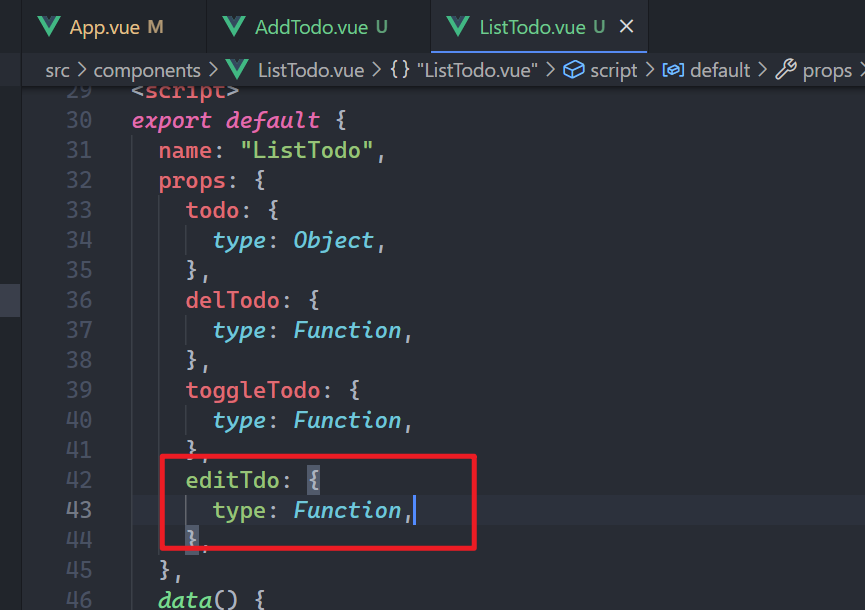 App.vue M
AddTodo.vue U
ListTodo.vue U
src > components > ListTodo.vue > {} "ListTodo.vue" > script > default > props >
29 <script>
30 export default {
31 name: "ListTodo",
32 props: {
33 todo: {
34 type: Object,
35 },
36 delTodo: {
37 type: Function,
38 },
39 toggleTodo: {
40 type: Function,
41 },
42 editTdo: {
43 type: Function,
44 },
45 },
46 data() {